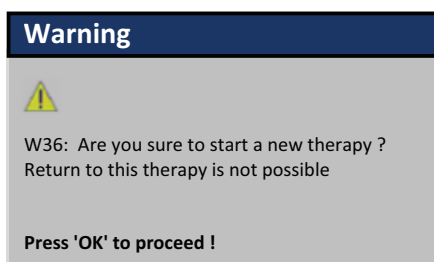 Warning
W36: Are you sure to start a new therapy ?
Return to this therapy is not possible
Press 'OK' to proceed !